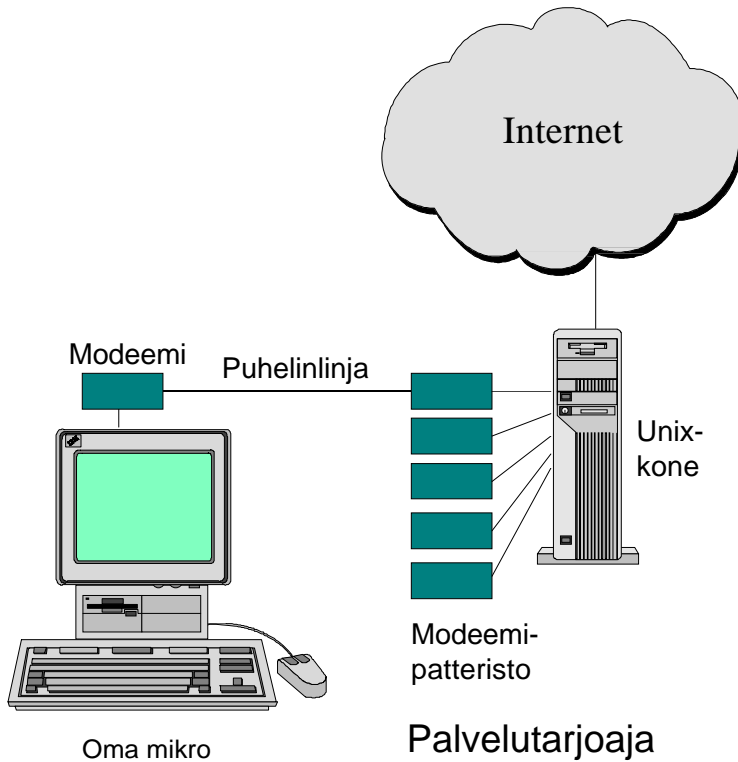 Internet
Modeemi
Puhelinlinja
Unix-
kone
Modeemi-
patteristo
Oma mikro
Palvelutarjoaja